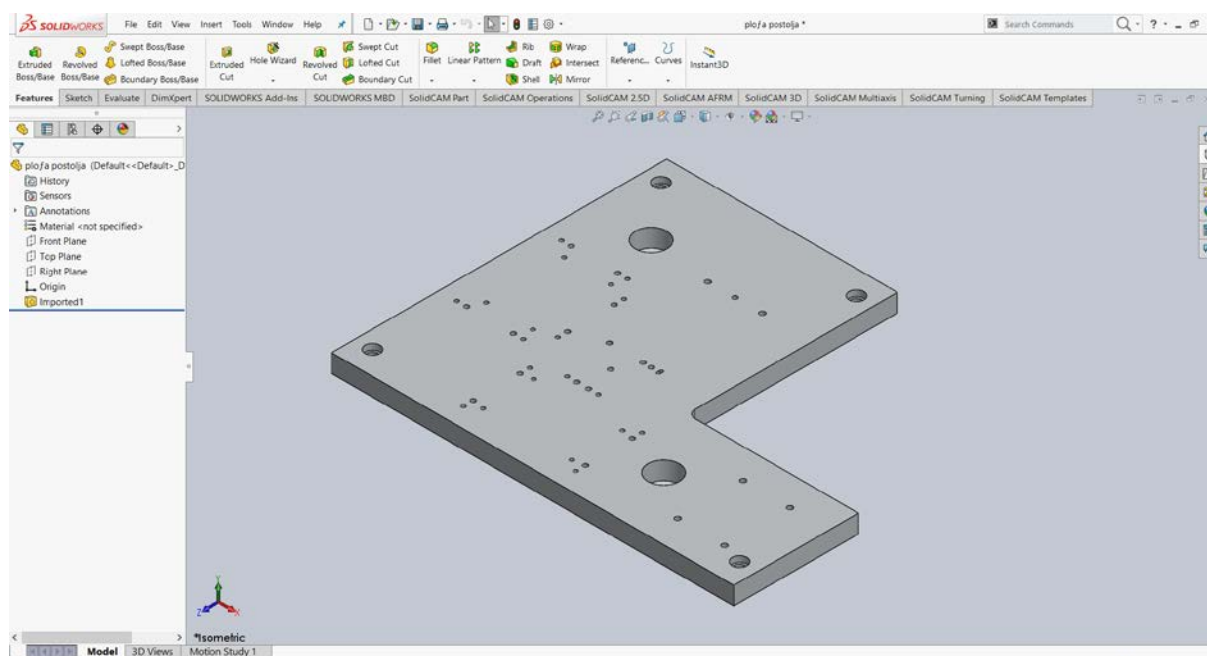 SOLIDWORKS File Edit View Insert Tools Window Help ploƒa postolja * Search Commands
Extruded Boss/Base Revolved Boss/Base Swept Boss/Base Lofted Boss/Base Boundary Boss/Base Extruded Cut Hole Wizard Revolved Cut Swept Cut Lofted Cut Boundary Cut Fillet Linear Pattern Rib Draft Shell Wrap Intersect Mirror Referenc... Curves Instant3D
Features Sketch Evaluate DimXpert SOLIDWORKS Add-Ins SOLIDWORKS MBD SolidCAM Part SolidCAM Operations SolidCAM 2.5D SolidCAM AFRM SolidCAM 3D SolidCAM Multiaxis SolidCAM Turning SolidCAM Templates
ploƒa postolja (Default<<Default>_D
History
Sensors
Annotations
Material <not specified>
Front Plane
Top Plane
Right Plane
Origin
Imported1
Y
Z X
*Isometric
Model 3D Views Motion Study 1